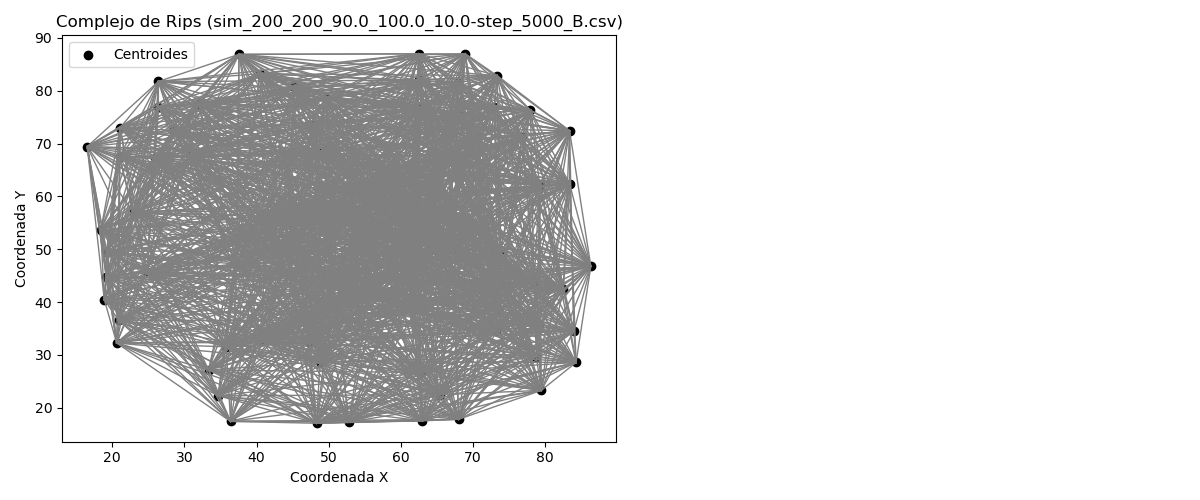 Complejo de Rips (sim_200_200_90.0_100.0_10.0-step_5000_B.csv)
Centroides
90
80
70
60
50
40
30
20
Coordenada Y
20 30 40 50 60 70 80
Coordenada X